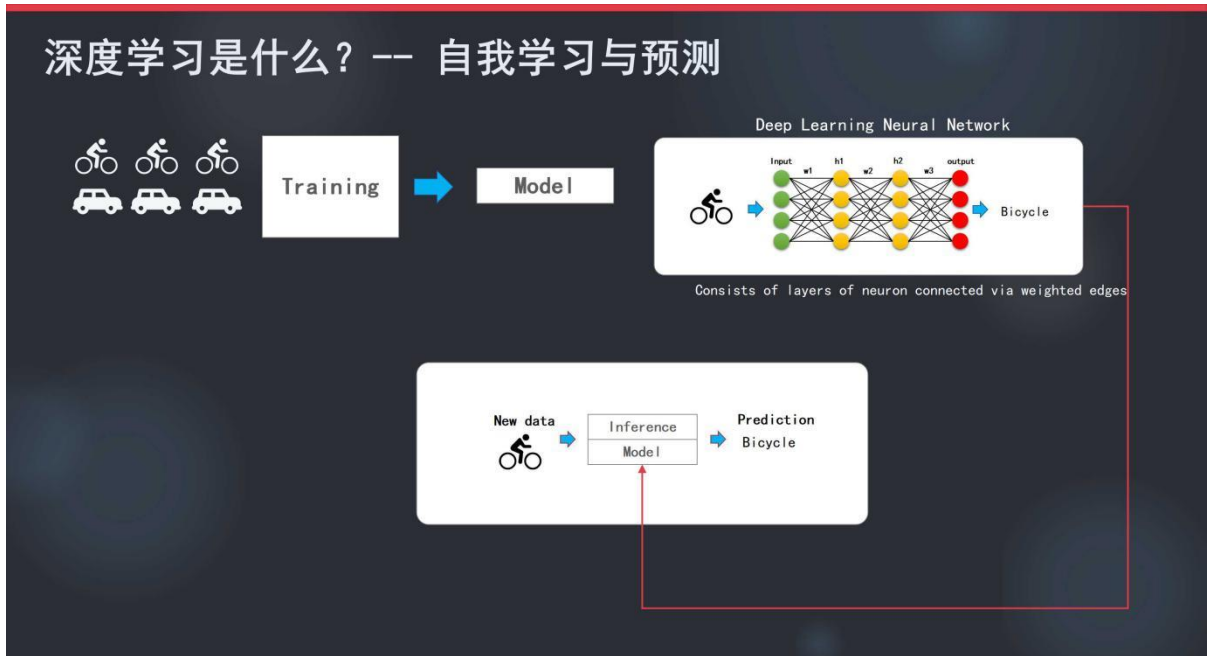 深度学习是什么？-- 自我学习与预测
Training
Model
Deep Learning Neural Network
Input
w1
h1
w2
h2
w3
output
Bicycle
Consists of layers of neuron connected via weighted edges
New data
Inference
Model
Prediction
Bicycle